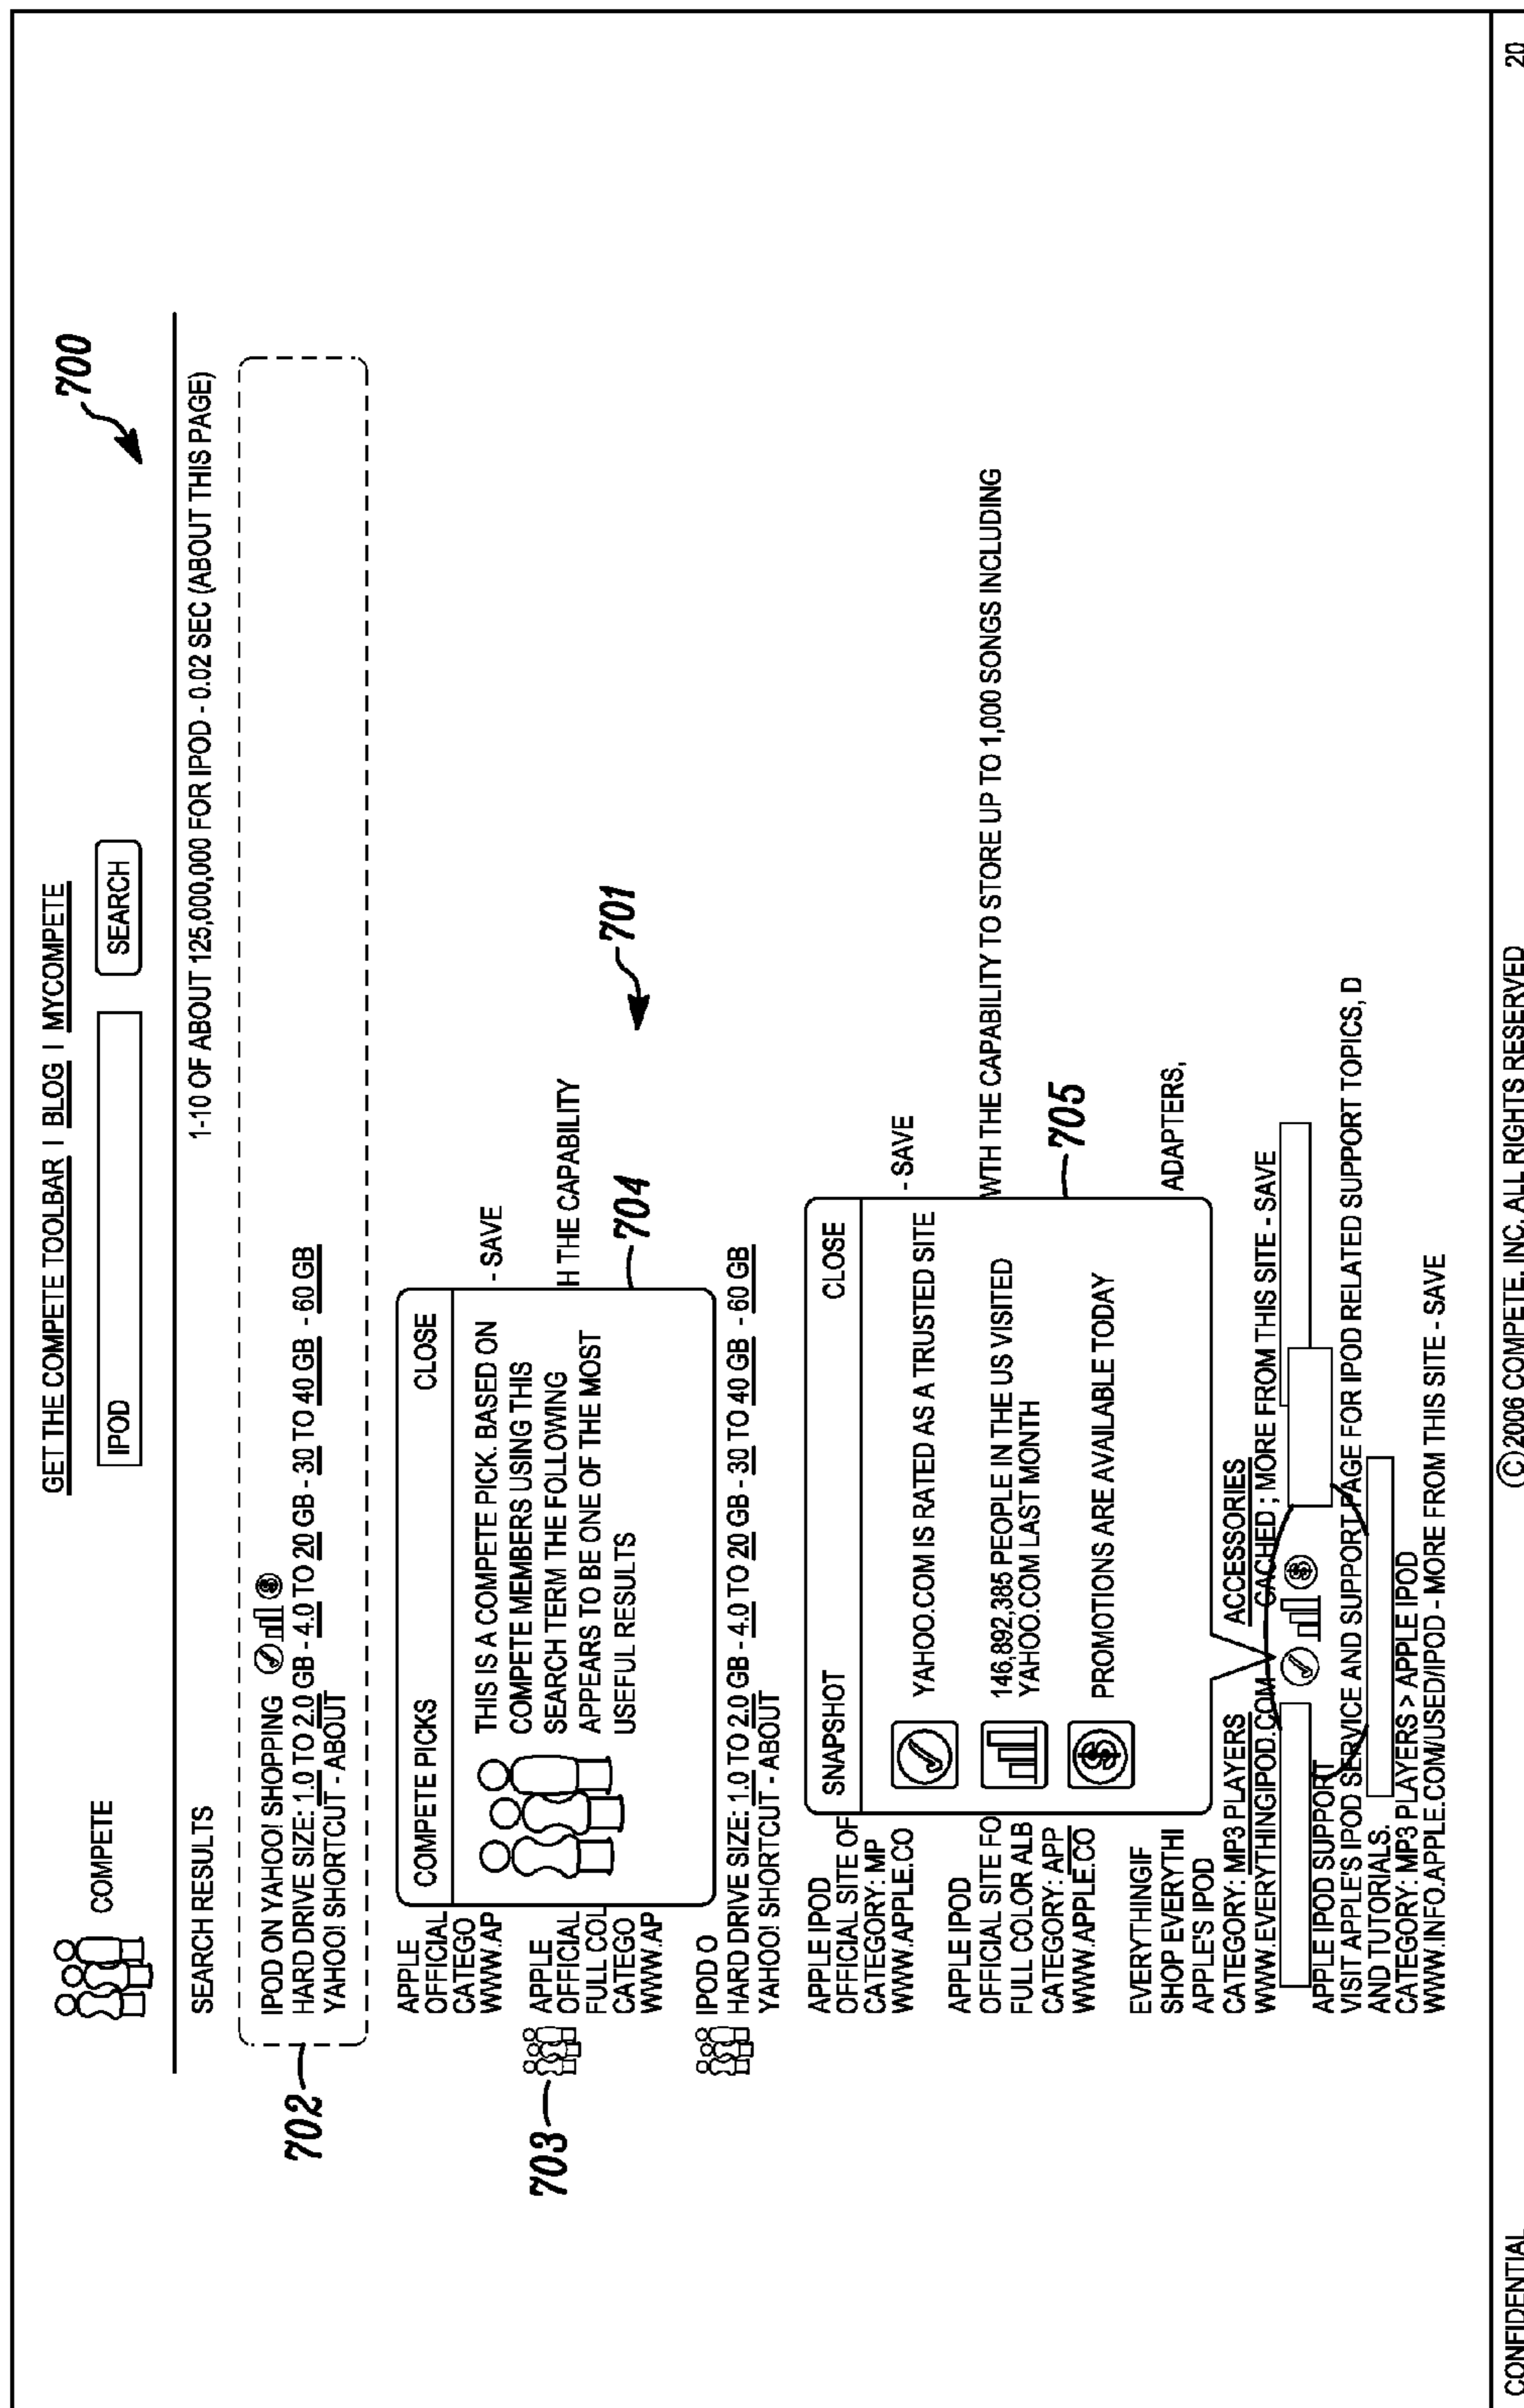 GET THE COMPETE TOOLBAR | BLOG | MYCOMPETE
COMPETE
IPOD
SEARCH
700
SEARCH RESULTS
1-10 OF ABOUT 125,000,000 FOR IPOD - 0.02 SEC (ABOUT THIS PAGE)
702
IPOD ON YAHOO! SHOPPING
HARD DRIVE SIZE: 1.0 TO 2.0 GB - 4.0 TO 20 GB - 30 TO 40 GB - 60 GB
YAHOO! SHORTCUT - ABOUT
APPLE
OFFICIAL
CATEGO
WWW.AP
- SAVE
COMPETE PICKS
CLOSE
THIS IS A COMPETE PICK. BASED ON
COMPETE MEMBERS USING THIS
SEARCH TERM THE FOLLOWING
APPEARS TO BE ONE OF THE MOST
USEFUL RESULTS
704
701
703
APPLE
OFFICIAL
FULL COL
CATEGO
WWW.AP
H THE CAPABILITY
IPOD O
HARD DRIVE SIZE: 1.0 TO 2.0 GB - 4.0 TO 20 GB - 30 TO 40 GB - 60 GB
YAHOO! SHORTCUT - ABOUT
APPLE IPOD
OFFICIAL SITE OF
CATEGORY: MP
WWW.APPLE.CO
- SAVE
SNAPSHOT
CLOSE
YAHOO.COM IS RATED AS A TRUSTED SITE
146,892,385 PEOPLE IN THE US VISITED
YAHOO.COM LAST MONTH
PROMOTIONS ARE AVAILABLE TODAY
705
APPLE IPOD
OFFICIAL SITE FO
WTH THE CAPABILITY TO STORE UP TO 1,000 SONGS INCLUDING
FULL COLOR ALB
CATEGORY: APP
WWW.APPLE.CO
EVERYTHINGIF
SHOP EVERYTHI
ADAPTERS,
APPLE'S IPOD
CATEGORY: MP3 PLAYERS ACCESSORIES
WWW.EVERYTHINGIPOD.COM CACHED ; MORE FROM THIS SITE - SAVE
APPLE IPOD SUPPORT
VISIT APPLE'S IPOD SERVICE AND SUPPORT PAGE FOR IPOD RELATED SUPPORT TOPICS, D
AND TUTORIALS.
CATEGORY: MP3 PLAYERS > APPLE IPOD
WWW.INFO.APPLE.COM/USED/IPOD - MORE FROM THIS SITE - SAVE
CONFIDENTIAL
©2006 COMPETE, INC. ALL RIGHTS RESERVED
20